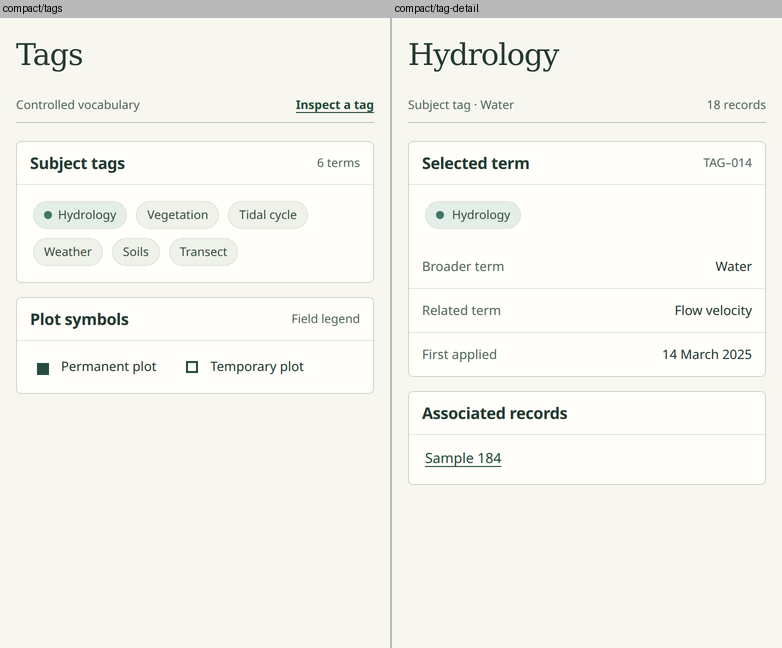 compact/tags
Tags
Controlled vocabulary
Inspect a tag
Subject tags
6 terms
Hydrology
Vegetation
Tidal cycle
Weather
Soils
Transect
Plot symbols
Field legend
Permanent plot
Temporary plot
compact/tag-detail
Hydrology
Subject tag · Water
18 records
Selected term
TAG–014
Hydrology
Broader term
Water
Related term
Flow velocity
First applied
14 March 2025
Associated records
Sample 184